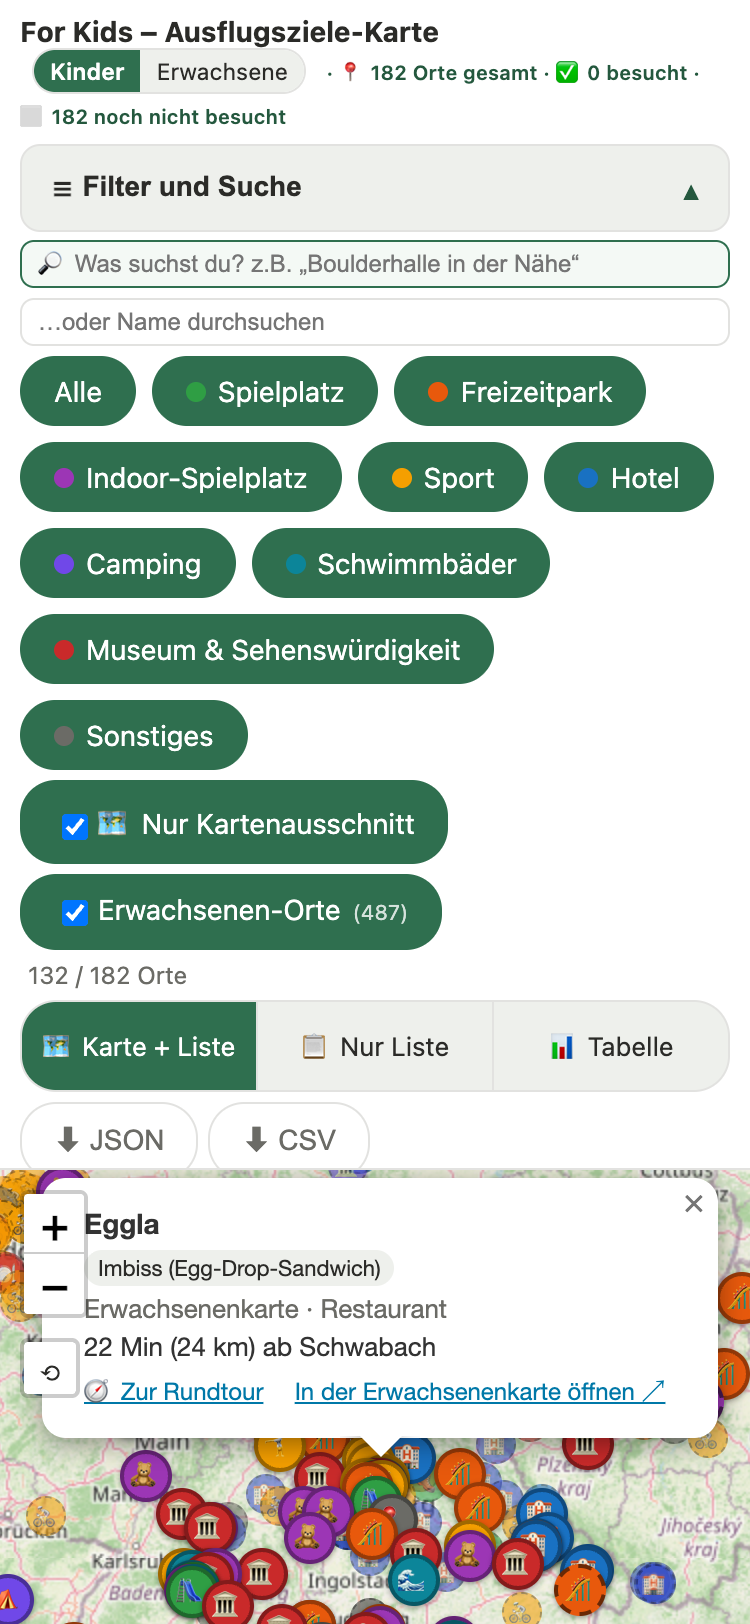 For Kids – Ausflugsziele-Karte
Kinder Erwachsene · 📍 182 Orte gesamt · ✅ 0 besucht ·
182 noch nicht besucht
≡ Filter und Suche ▲
🔎 Was suchst du? z.B. „Boulderhalle in der Nähe“
…oder Name durchsuchen
Alle Spielplatz Freizeitpark
Indoor-Spielplatz Sport Hotel
Camping Schwimmbäder
Museum & Sehenswürdigkeit
Sonstiges
Nur Kartenausschnitt
Erwachsenen-Orte (487)
132 / 182 Orte
Karte + Liste Nur Liste Tabelle
⬇ JSON ⬇ CSV
Cottbus
+
−
⟲
Eggla ×
Imbiss (Egg-Drop-Sandwich)
Erwachsenenkarte · Restaurant
22 Min (24 km) ab Schwabach
🧭 Zur Rundtour In der Erwachsenenkarte öffnen ↗
Main
kraj
Jihočeský
kraj
Ingolsta
Baden